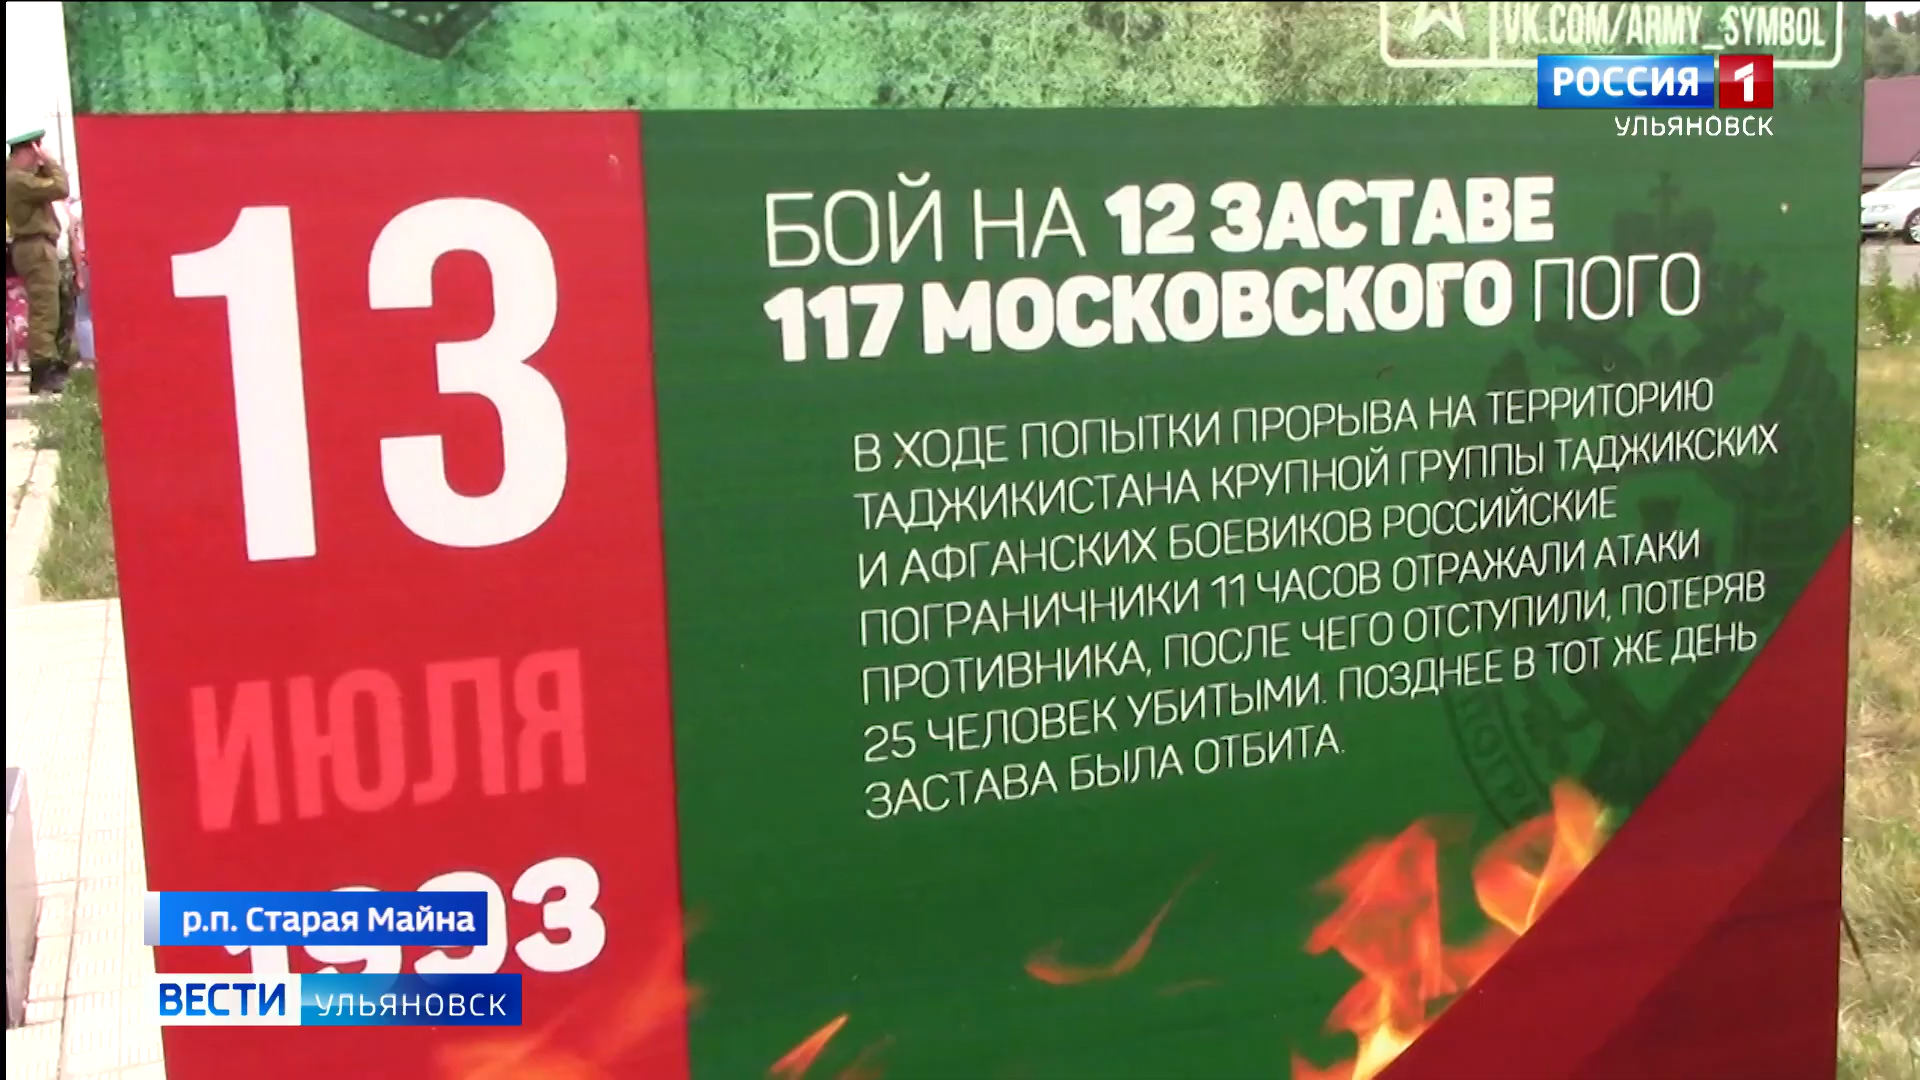 VK.COM/ARMY_SYMBOL
РОССИЯ 1
УЛЬЯНОВСК
13
ИЮЛЯ
1993
БОЙ НА 12 ЗАСТАВЕ
117 МОСКОВСКОГО ПОГО
В ХОДЕ ПОПЫТКИ ПРОРЫВА НА ТЕРРИТОРИЮ
ТАДЖИКИСТАНА КРУПНОЙ ГРУППЫ ТАДЖИКСКИХ
И АФГАНСКИХ БОЕВИКОВ РОССИЙСКИЕ
ПОГРАНИЧНИКИ 11 ЧАСОВ ОТРАЖАЛИ АТАКИ
ПРОТИВНИКА, ПОСЛЕ ЧЕГО ОТСТУПИЛИ, ПОТЕРЯВ
25 ЧЕЛОВЕК УБИТЫМИ. ПОЗДНЕЕ В ТОТ ЖЕ ДЕНЬ
ЗАСТАВА БЫЛА ОТБИТА.
р.п. Старая Майна
ВЕСТИ УЛЬЯНОВСК